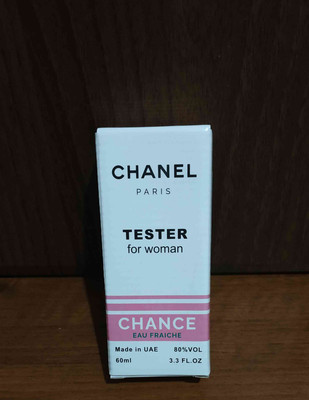 CHANEL
PARIS
TESTER
for woman
CHANCE
EAU FRAICHE
Made in UAE 80%VOL
60ml 3.3 FL.OZ